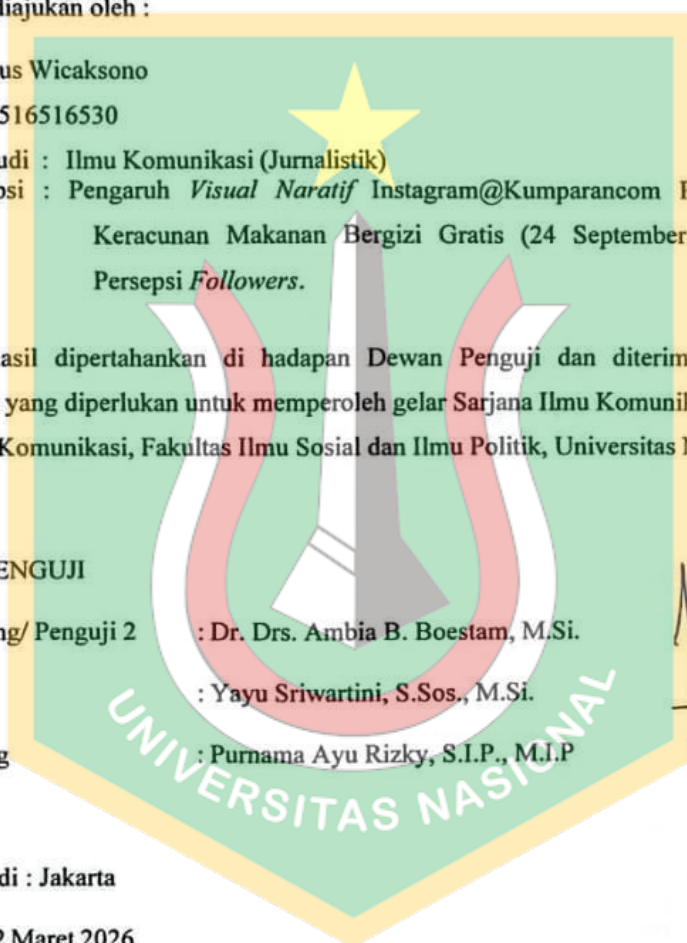 liajukan oleh :
us Wicaksono
516516530
udi : Ilmu Komunikasi (Jurnalistik)
psi : Pengaruh Visual Naratif Instagram@Kumparancom
Keracunan Makanan Bergizi Gratis (24 September
Persepsi Followers.
asil dipertahankan di hadapan Dewan Penguji dan diterim
yang diperlukan untuk memperoleh gelar Sarjana Ilmu Komunik
Komunikasi, Fakultas Ilmu Sosial dan Ilmu Politik, Universitas N
ENGUJI
ng/ Penguji 2 : Dr. Drs. Ambia B. Boestam, M.Si.
: Yayu Sriwartini, S.Sos., M.Si.
g : Purnama Ayu Rizky, S.I.P., M.I.P
UNIVERSITAS NASIONAL
di : Jakarta
2 Maret 2026